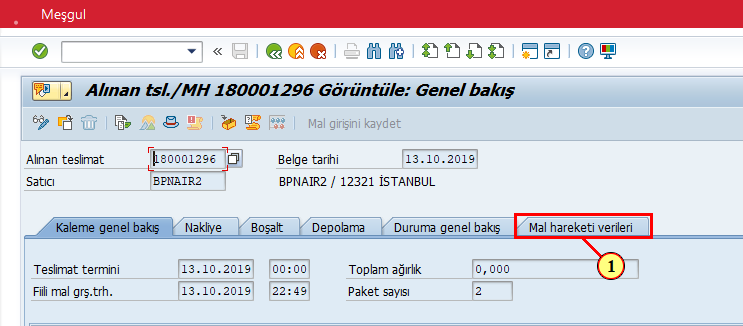 Meşgul
«
Alınan tsl./MH 180001296 Görüntüle: Genel bakış
Mal girişini kaydet
Alınan teslimat 180001296 Belge tarihi 13.10.2019
Satıcı BPNAIR2 BPNAIR2 / 12321 İSTANBUL
Kaleme genel bakış Nakliye Boşalt Depolama Duruma genel bakış Mal hareketi verileri
1
Teslimat termini 13.10.2019 00:00 Toplam ağırlık 0,000
Fiili mal grş.trh. 13.10.2019 22:49 Paket sayısı 2